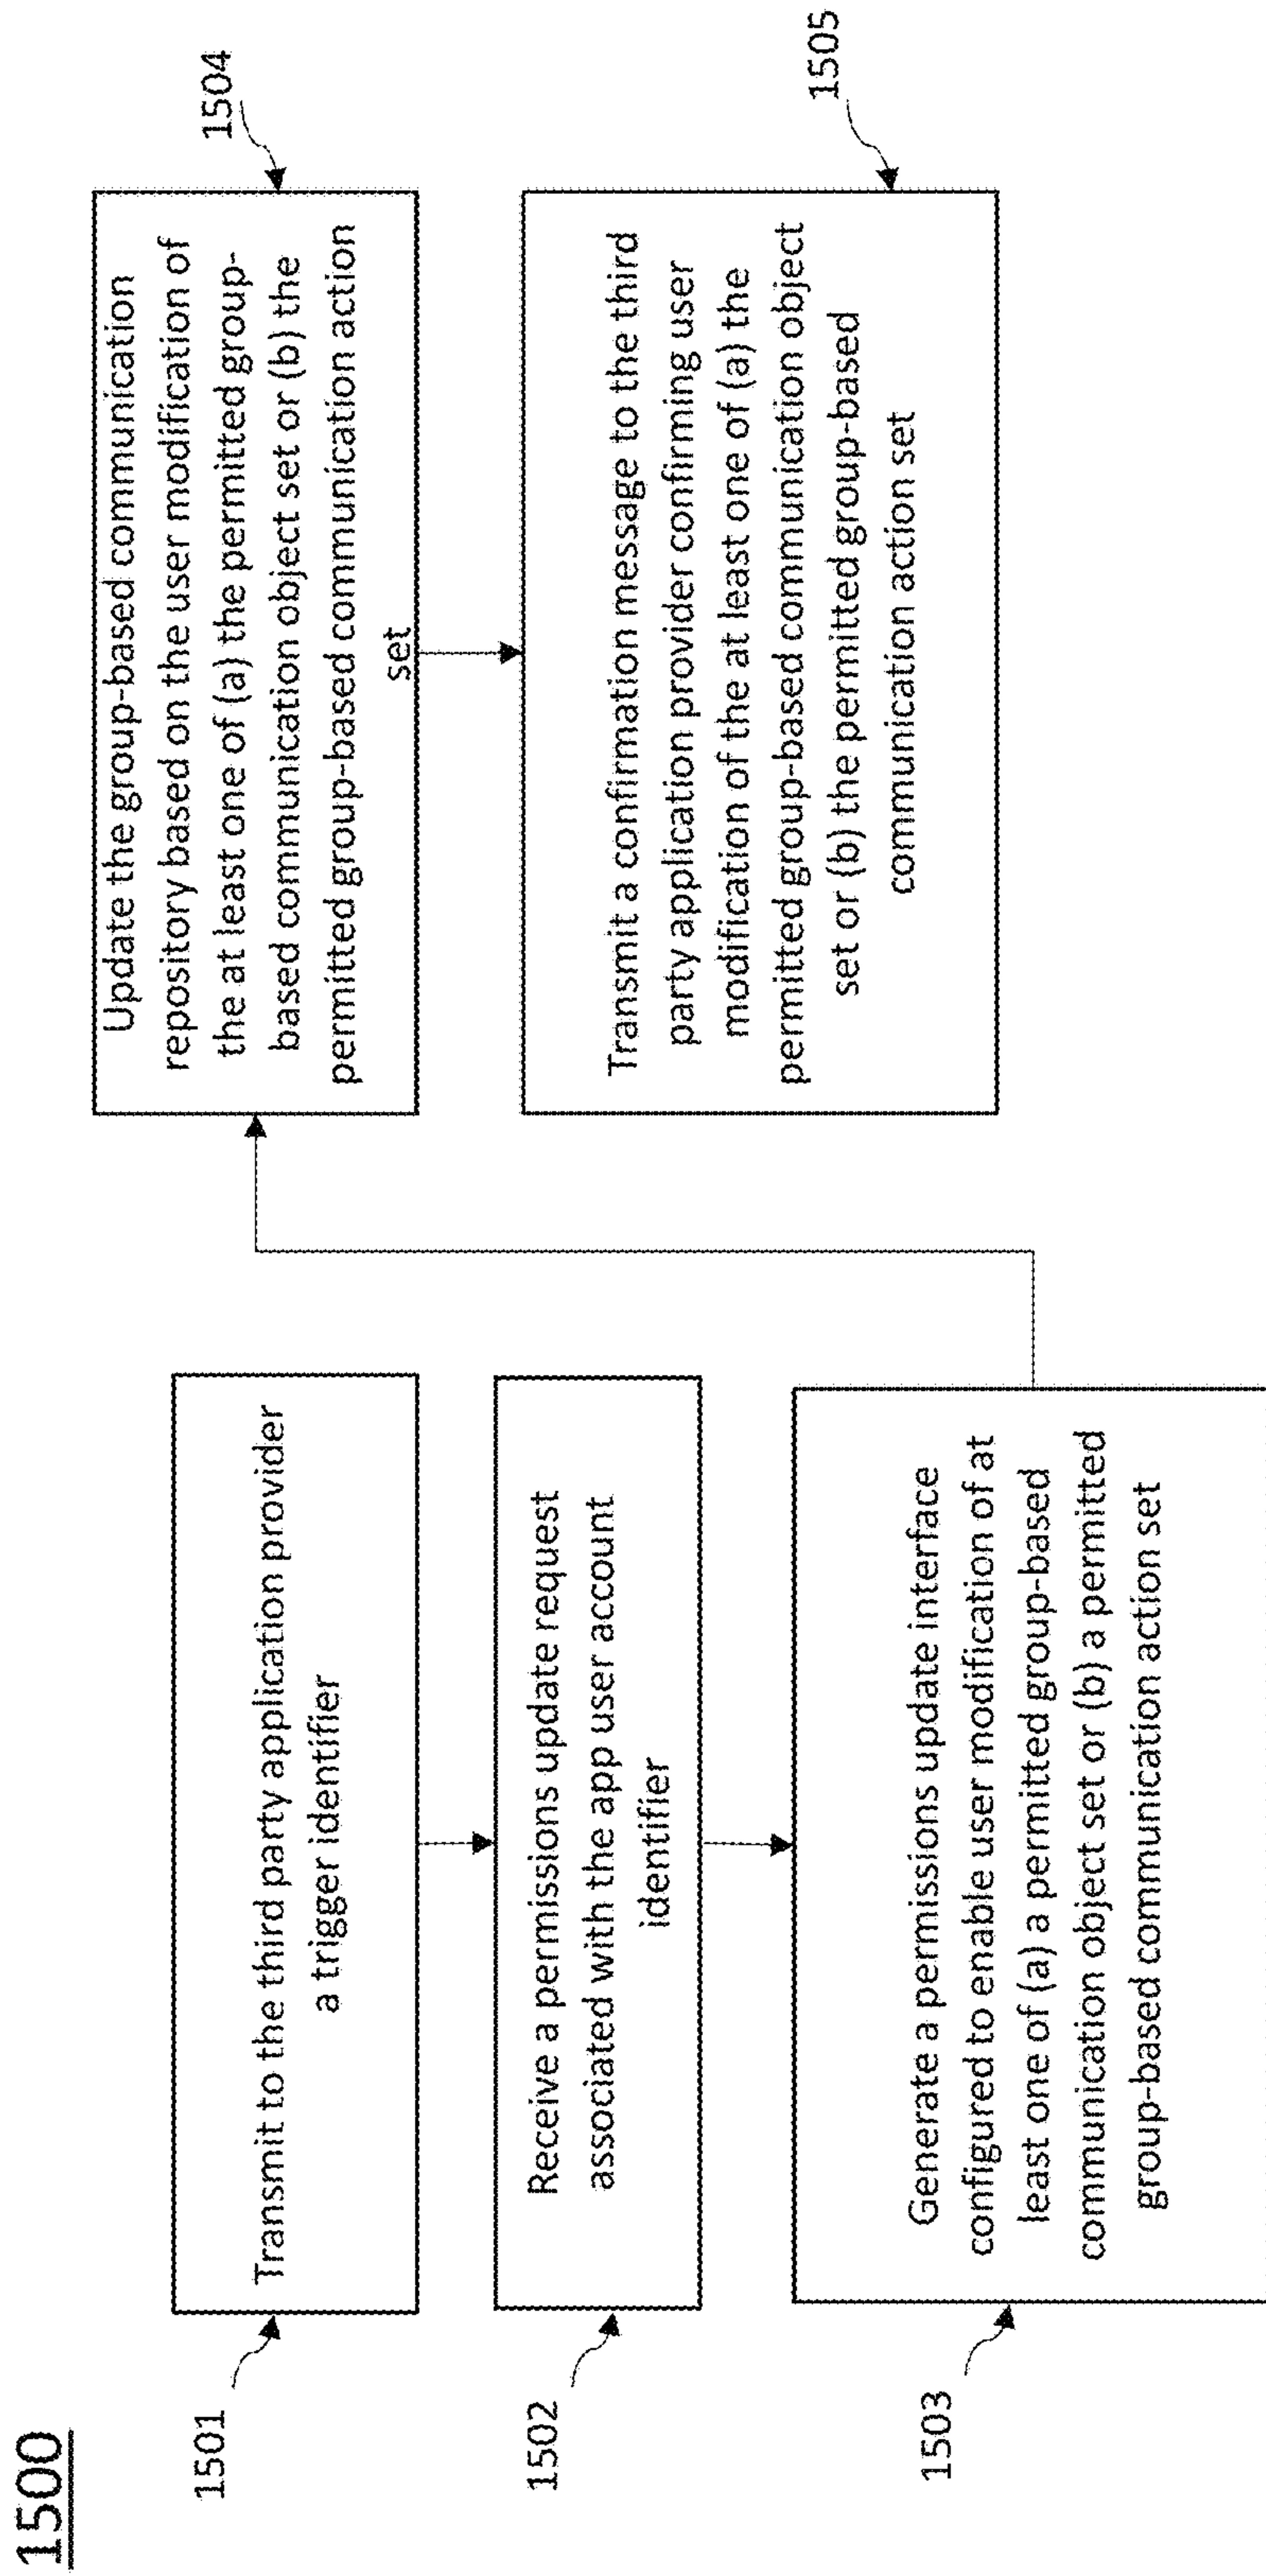 1500
1501
Transmit to the third party application provider
a trigger identifier
1502
Receive a permissions update request
associated with the app user account
identifier
1503
Generate a permissions update interface
configured to enable user modification of at
least one of (a) a permitted group-based
communication object set or (b) a permitted
group-based communication action set
1504
Update the group-based communication
repository based on the user modification of
the at least one of (a) the permitted group-
based communication object set or (b) the
permitted group-based communication action
set
1505
Transmit a confirmation message to the third
party application provider confirming user
modification of the at least one of (a) the
permitted group-based communication object
set or (b) the permitted group-based
communication action set